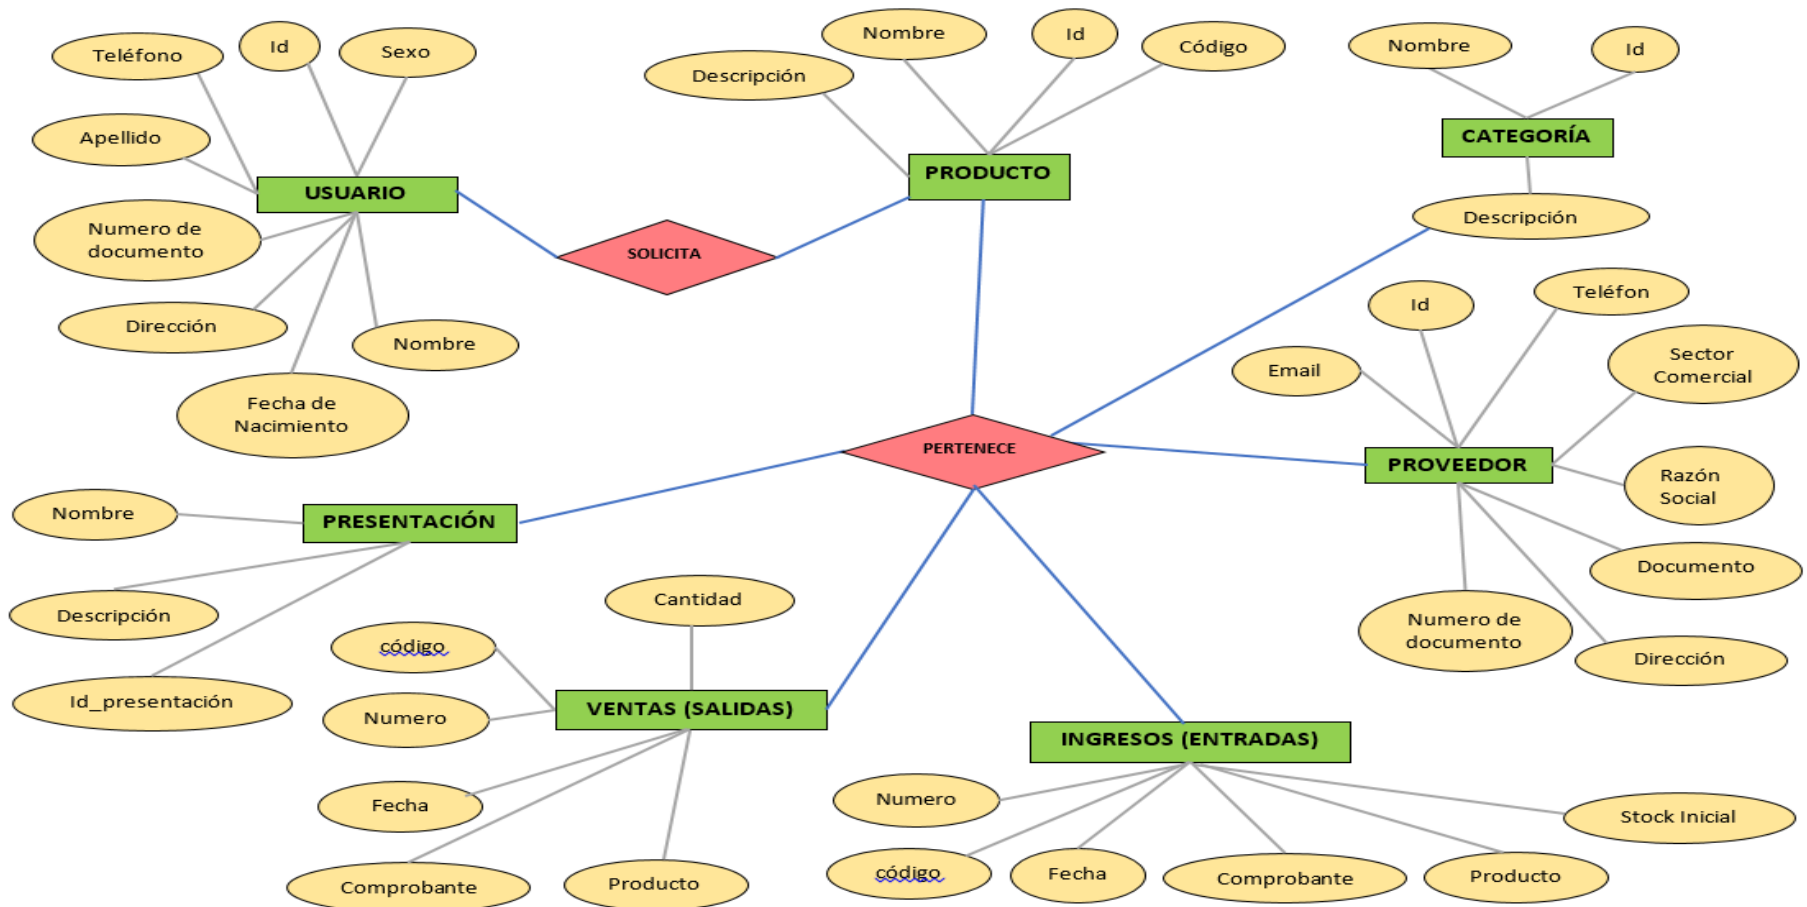 Teléfono
Id
Sexo
Apellido
USUARIO
Numero de
documento
Dirección
Nombre
Fecha de
Nacimiento
SOLICITA
Nombre
Id
Código
Descripción
PRODUCTO
Nombre
Id
CATEGORÍA
Descripción
PERTENECE
Id
Teléfon
Email
Sector
Comercial
PROVEEDOR
Razón
Social
Documento
Numero de
documento
Dirección
Nombre
PRESENTACIÓN
Descripción
Id_presentación
Cantidad
código
Numero
VENTAS (SALIDAS)
Fecha
Comprobante
Producto
INGRESOS (ENTRADAS)
Numero
Stock Inicial
código
Fecha
Comprobante
Producto